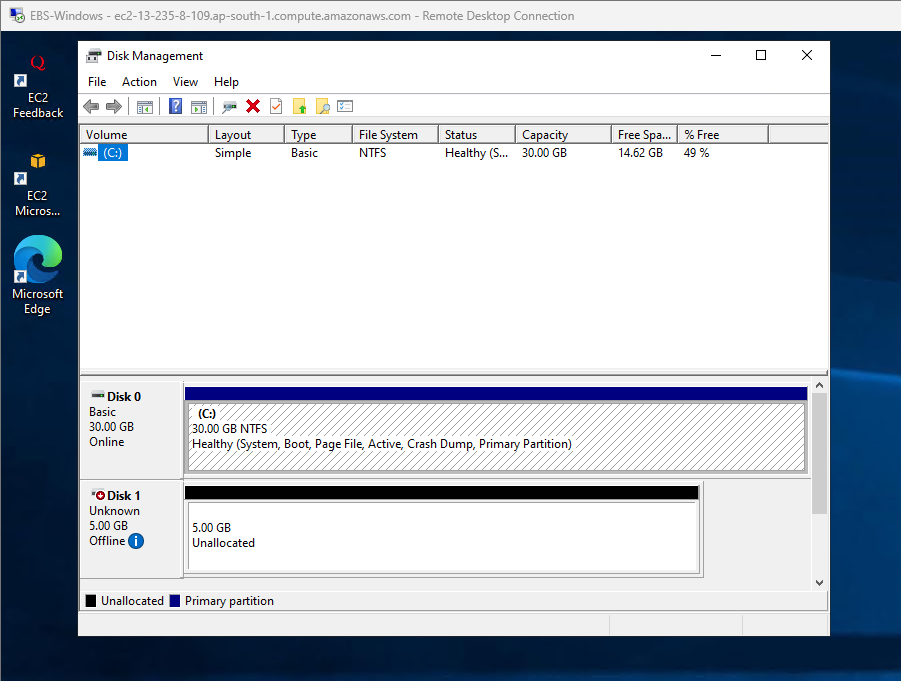 EBS-Windows - ec2-13-235-8-109.ap-south-1.compute.amazonaws.com - Remote Desktop Connection
EC2
Feedback
EC2
Micros...
Microsoft
Edge
Disk Management
File Action View Help
Volume Layout Type File System Status Capacity Free Spa... % Free
(C:) Simple Basic NTFS Healthy (S... 30.00 GB 14.62 GB 49 %
Disk 0
Basic
30.00 GB
Online
(C:)
30.00 GB NTFS
Healthy (System, Boot, Page File, Active, Crash Dump, Primary Partition)
Disk 1
Unknown
5.00 GB
Offline
5.00 GB
Unallocated
Unallocated Primary partition